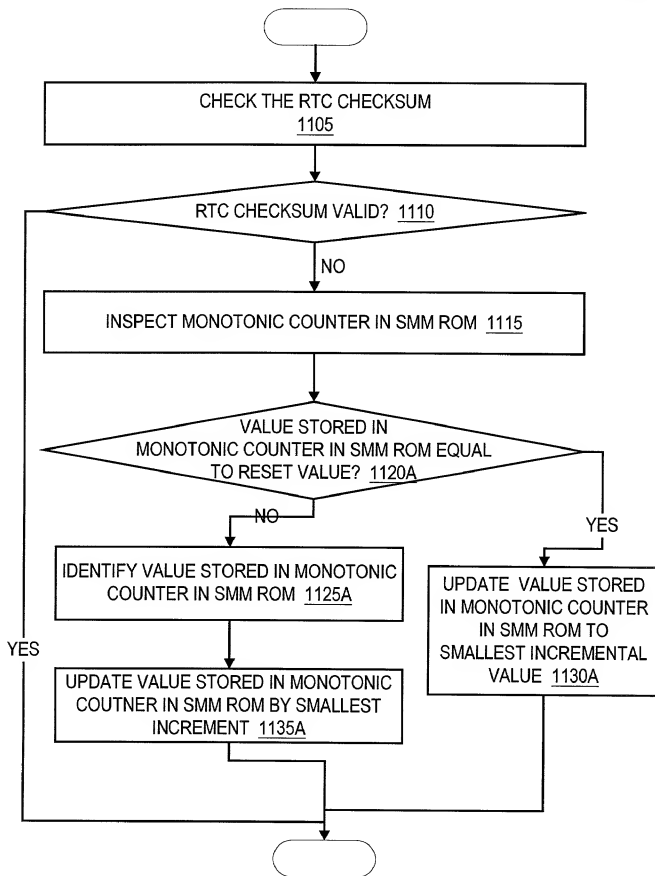 CHECK THE RTC CHECKSUM
1105
RTC CHECKSUM VALID? 1110
NO
INSPECT MONOTONIC COUNTER IN SMM ROM 1115
VALUE STORED IN
MONOTONIC COUNTER IN SMM ROM EQUAL
TO RESET VALUE? 1120A
NO
YES
IDENTIFY VALUE STORED IN MONOTONIC
COUNTER IN SMM ROM 1125A
UPDATE VALUE STORED
IN MONOTONIC COUNTER
IN SMM ROM TO
SMALLEST INCREMENTAL
VALUE 1130A
YES
UPDATE VALUE STORED IN MONOTONIC
COUTNER IN SMM ROM BY SMALLEST
INCREMENT 1135A